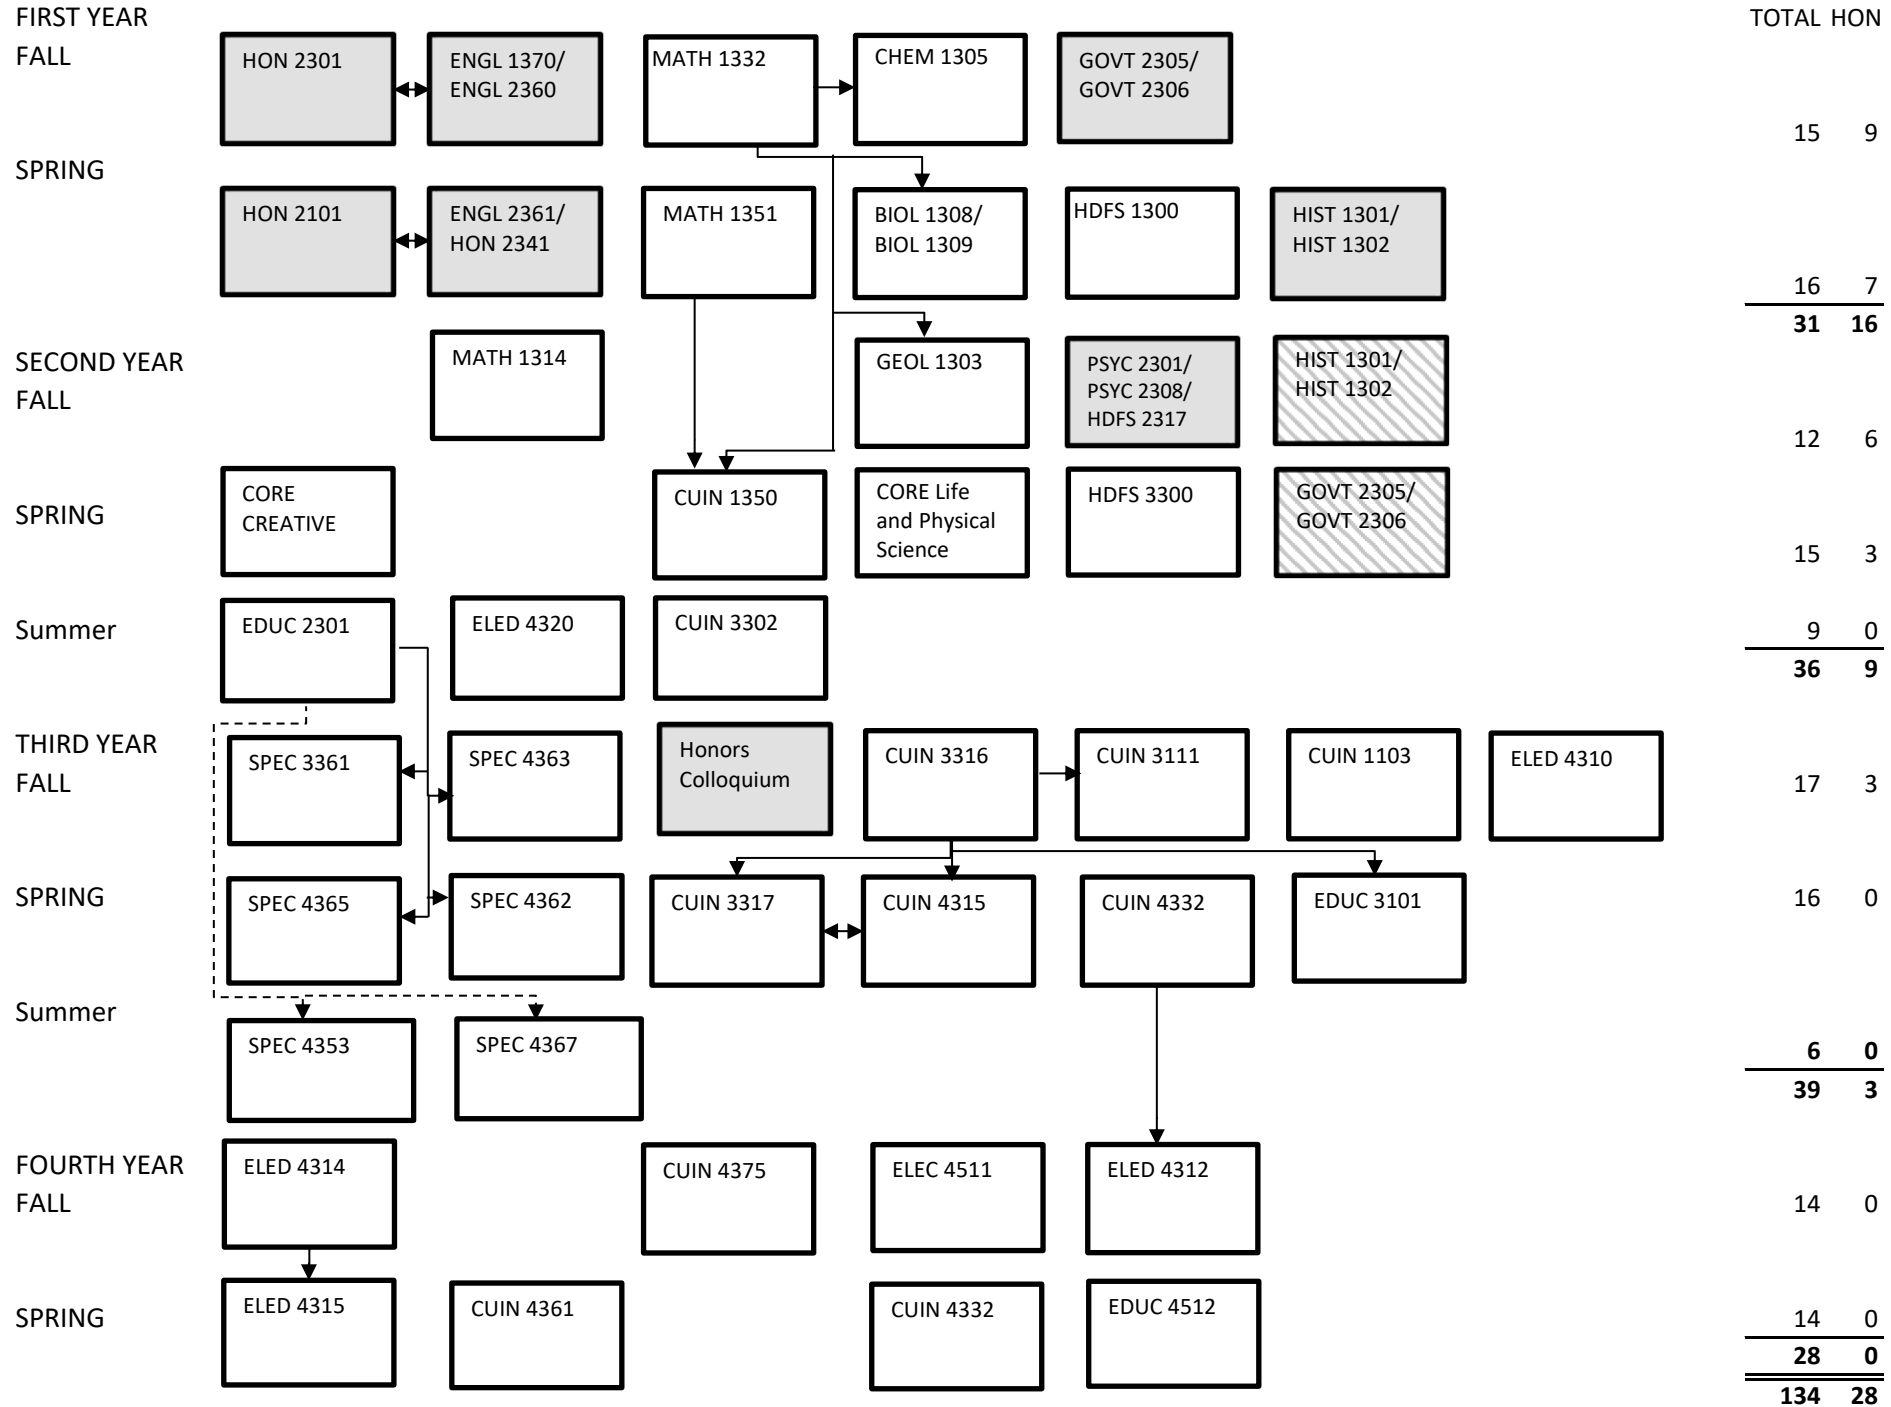 FIRST YEAR
TOTAL HON
FALL
HON 2301
ENGL 1370/
ENGL 2360
MATH 1332
CHEM 1305
GOVT 2305/
GOVT 2306
15 9
SPRING
HON 2101
ENGL 2361/
HON 2341
MATH 1351
BIOL 1308/
BIOL 1309
HDFS 1300
HIST 1301/
HIST 1302
16 7
31 16
SECOND YEAR
FALL
MATH 1314
GEOL 1303
PSYC 2301/
PSYC 2308/
HDFS 2317
HIST 1301/
HIST 1302
12 6
SPRING
CORE
CREATIVE
CUIN 1350
CORE Life
and Physical
Science
HDFS 3300
GOVT 2305/
GOVT 2306
15 3
Summer
EDUC 2301
ELED 4320
CUIN 3302
9 0
36 9
THIRD YEAR
FALL
SPEC 3361
SPEC 4363
Honors
Colloquium
CUIN 3316
CUIN 3111
CUIN 1103
ELED 4310
17 3
SPRING
SPEC 4365
SPEC 4362
CUIN 3317
CUIN 4315
CUIN 4332
EDUC 3101
16 0
Summer
SPEC 4353
SPEC 4367
6 0
39 3
FOURTH YEAR
FALL
ELED 4314
CUIN 4375
ELEC 4511
ELED 4312
14 0
SPRING
ELED 4315
CUIN 4361
CUIN 4332
EDUC 4512
14 0
28 0
134 28